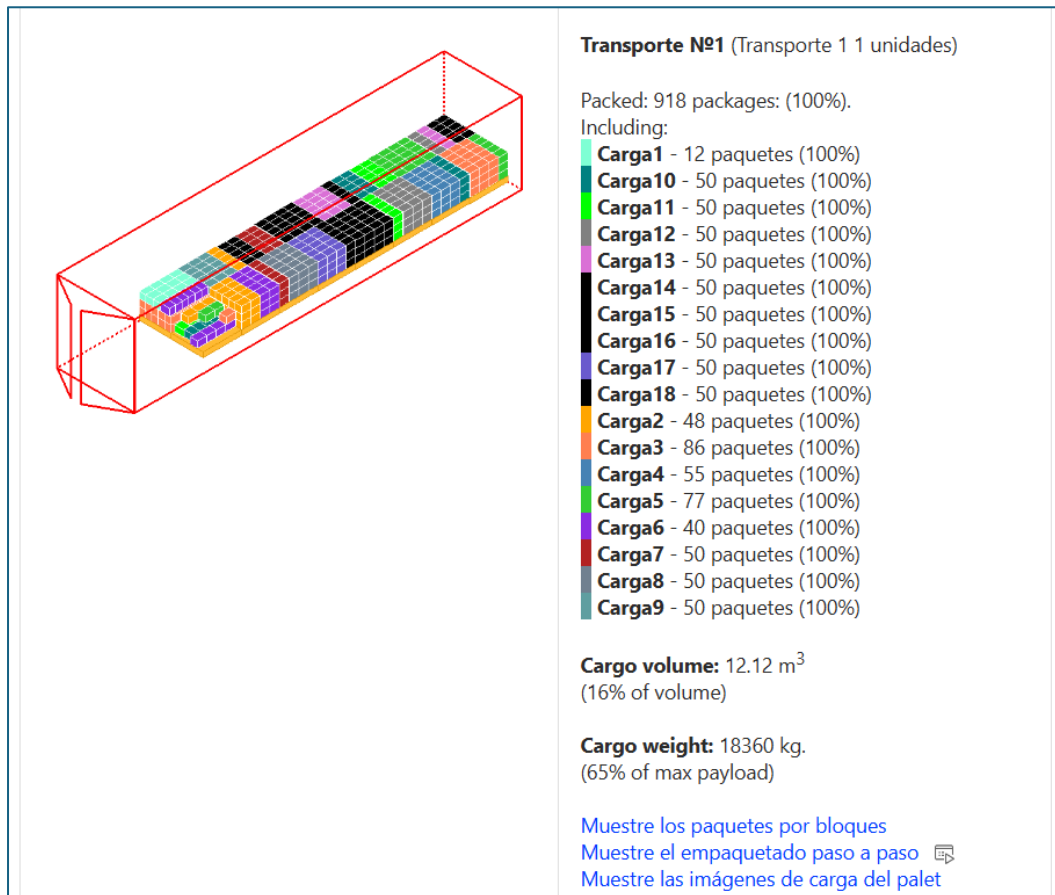 Transporte Nº1 (Transporte 1 1 unidades)
Packed: 918 packages: (100%).
Including:
Carga1 - 12 paquetes (100%)
Carga10 - 50 paquetes (100%)
Carga11 - 50 paquetes (100%)
Carga12 - 50 paquetes (100%)
Carga13 - 50 paquetes (100%)
Carga14 - 50 paquetes (100%)
Carga15 - 50 paquetes (100%)
Carga16 - 50 paquetes (100%)
Carga17 - 50 paquetes (100%)
Carga18 - 50 paquetes (100%)
Carga2 - 48 paquetes (100%)
Carga3 - 86 paquetes (100%)
Carga4 - 55 paquetes (100%)
Carga5 - 77 paquetes (100%)
Carga6 - 40 paquetes (100%)
Carga7 - 50 paquetes (100%)
Carga8 - 50 paquetes (100%)
Carga9 - 50 paquetes (100%)
Cargo volume: 12.12 m³
(16% of volume)
Cargo weight: 18360 kg.
(65% of max payload)
Muestre los paquetes por bloques
Muestre el empaquetado paso a paso
Muestre las imágenes de carga del palet